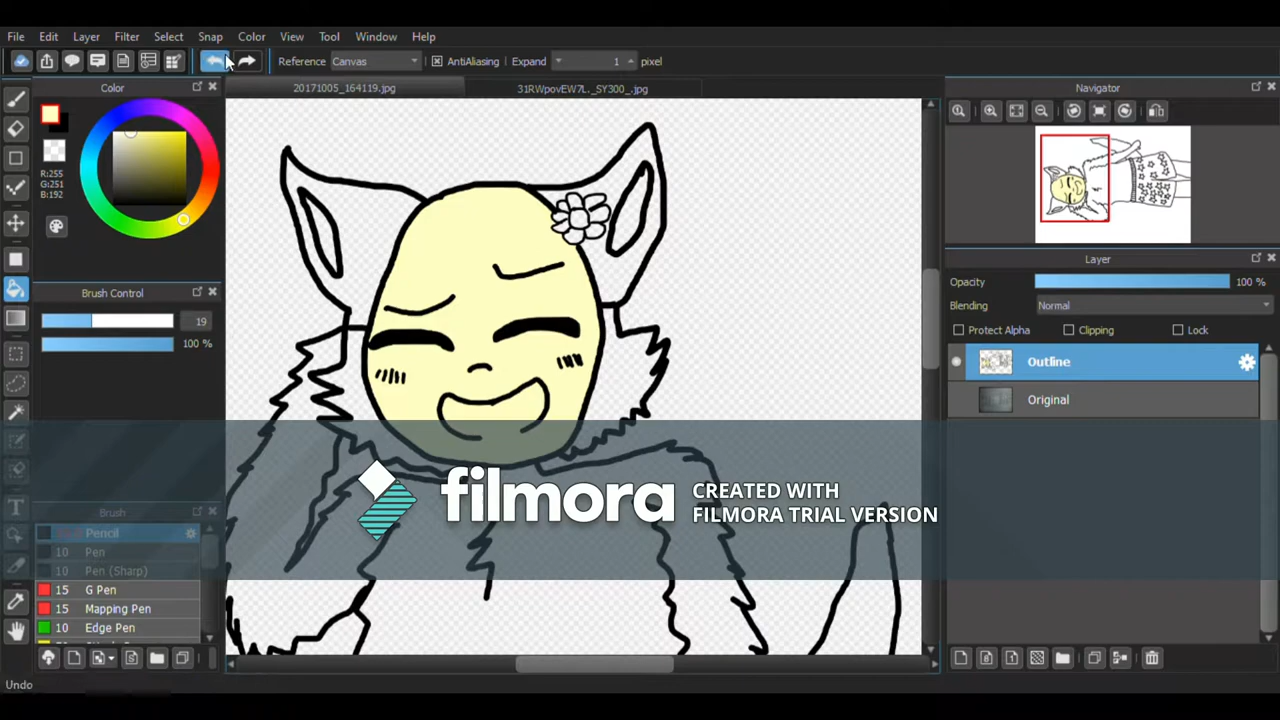 File Edit Layer Filter Select Snap Color View Tool Window Help
Reference Canvas AntiAliasing Expand 1 pixel
Color
20171005_164119.jpg 31RWpovEW7L._SY300_.jpg
Navigator
R:255
G:251
B:192
Layer
Brush Control
Opacity 100 %
Blending Normal
19
Protect Alpha Clipping Lock
100 %
Outline
Original
filmora CREATED WITH
FILMORA TRIAL VERSION
Brush
Pencil
10 Pen
10 Pen (Sharp)
15 G Pen
15 Mapping Pen
10 Edge Pen
Undo